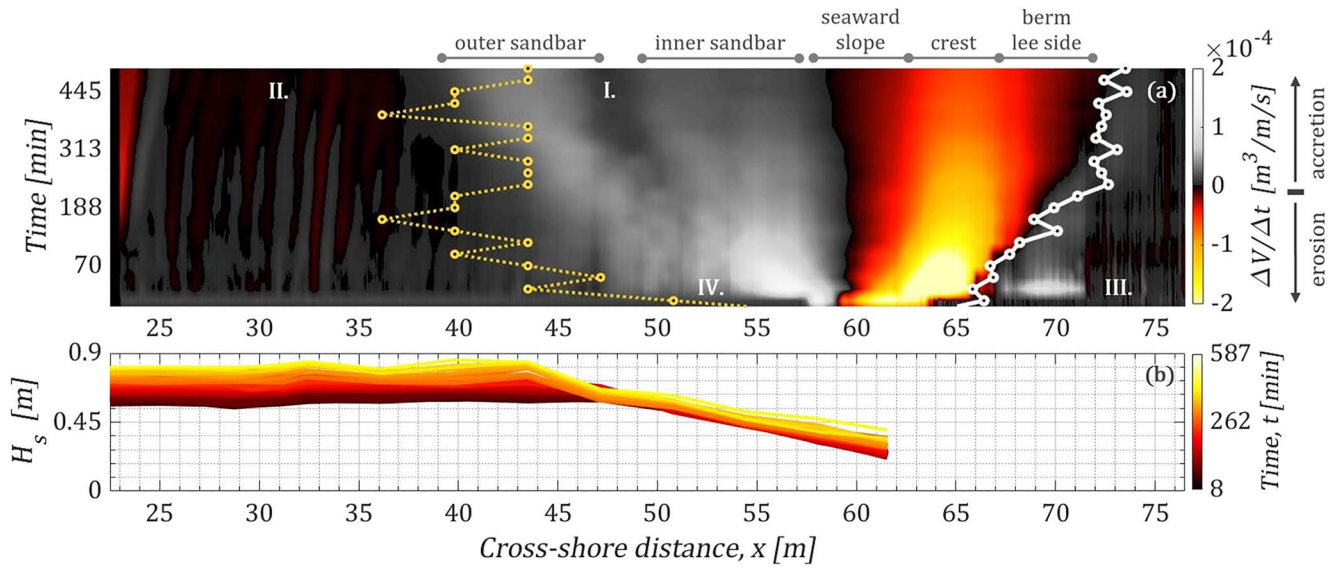 seaward slope
berm lee side
outer sandbar
inner sandbar
crest
×10⁻⁴
445
313
188
70
Time [min]
II.
I.
(a)
IV.
III.
2
1
0
-1
-2
ΔV/Δt [m³/m/s]
accretion
erosion
25 30 35 40 45 50 55 60 65 70 75
0.9
0.45
0
Hₛ [m]
(b)
587
262
8
Time, t [min]
25 30 35 40 45 50 55 60 65 70 75
Cross-shore distance, x [m]